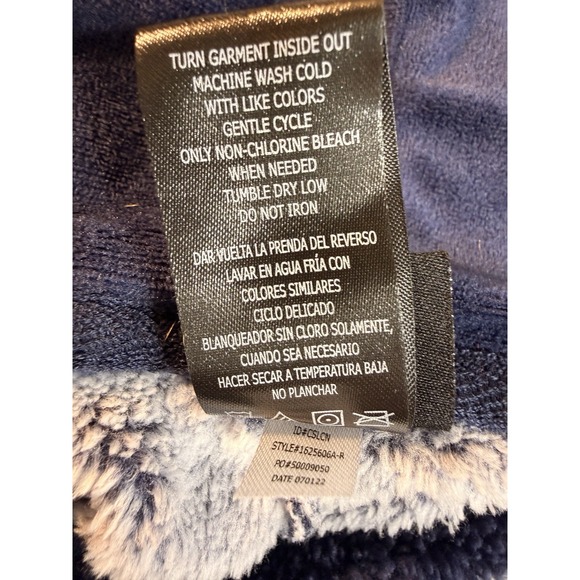 TURN GARMENT INSIDE OUT
MACHINE WASH COLD
WITH LIKE COLORS
GENTLE CYCLE
ONLY NON-CHLORINE BLEACH
WHEN NEEDED
TUMBLE DRY LOW
DO NOT IRON
DAR VUELTA LA PRENDA DEL REVERSO
LAVAR EN AGUA FRÍA CON
COLORES SIMILARES
CICLO DELICADO
BLANQUEADOR SIN CLORO SOLAMENTE,
CUANDO SEA NECESARIO
HACER SECAR A TEMPERATURA BAJA
NO PLANCHAR
ID#CSLCN
STYLE#1625606A-R
PO#S0009050
DATE 070122